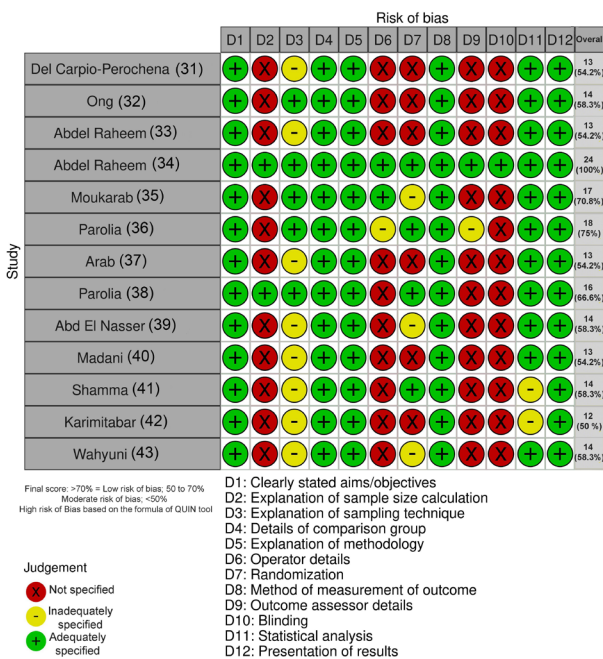 Risk of bias
D1 D2 D3 D4 D5 D6 D7 D8 D9 D10 D11 D12 Overall
Study
Del Carpio-Perochena (31) + X - + + X X + X X + + 13
(54.2%)
Ong (32) + X + + + X X + X X + + 14
(58.3%)
Abdel Raheem (33) + X - + + X X + X X + + 13
(54.2%)
Abdel Raheem (34) + + + + + + + + + + + + 24
(100%)
Moukarab (35) + X + + + + - + X X + + 17
(70.8%)
Parolia (36) + X + + + - + + - X + + 18
(75%)
Arab (37) + X - + + X X + X X + + 13
(54.2%)
Parolia (38) + + + + + X + + X X + + 16
(66.6%)
Abd El Nasser (39) + X - + + X - + X X + + 14
(58.3%)
Madani (40) + X - + + X X + X X + + 13
(54.2%)
Shamma (41) + X - + + X + + X X - + 14
(58.3%)
Karimitabar (42) + X - + + X X + X X - + 12
(50 %)
Wahyuni (43) + X - + + X - + X X + + 14
(58.3%)
Final score: >70% = Low risk of bias; 50 to 70%
Moderate risk of bias; <50%
High risk of Bias based on the formula of QUIN tool
Judgement
X Not specified
- Inadequately
specified
+ Adequately
specified
D1: Clearly stated aims/objectives
D2: Explanation of sample size calculation
D3: Explanation of sampling technique
D4: Details of comparison group
D5: Explanation of methodology
D6: Operator details
D7: Randomization
D8: Method of measurement of outcome
D9: Outcome assessor details
D10: Blinding
D11: Statistical analysis
D12: Presentation of results